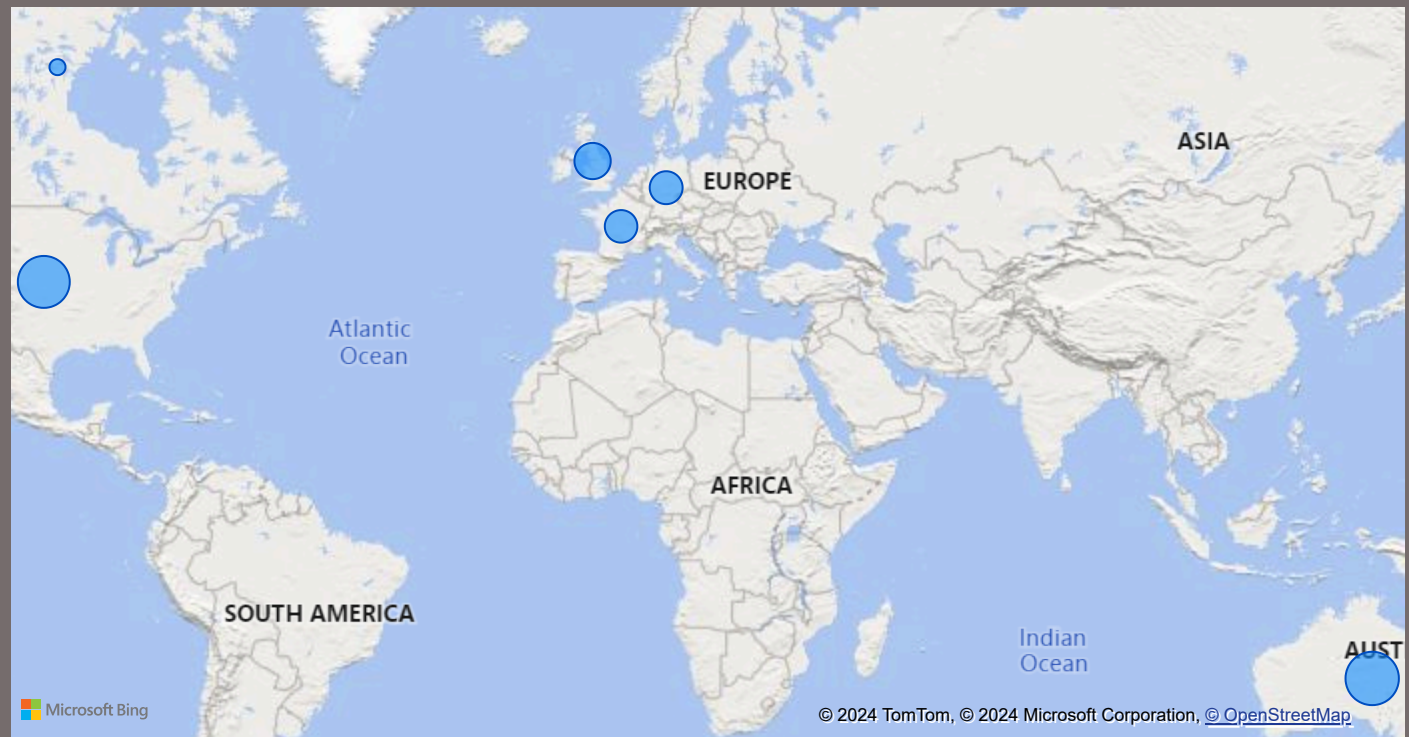 ASIA
EUROPE
Atlantic
Ocean
AFRICA
SOUTH AMERICA
Indian
Ocean
AUST
Microsoft Bing
© 2024 TomTom, © 2024 Microsoft Corporation, © OpenStreetMap